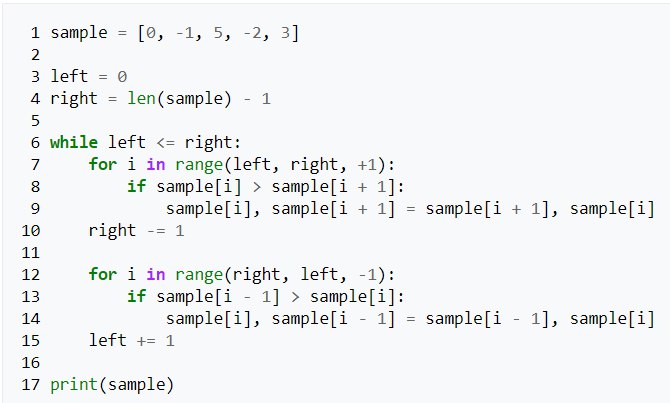 1 sample = [0, -1, 5, -2, 3]
2
3 left = 0
4 right = len(sample) - 1
5
6 while left <= right:
7     for i in range(left, right, +1):
8         if sample[i] > sample[i + 1]:
9             sample[i], sample[i + 1] = sample[i + 1], sample[i]
10     right -= 1
11
12     for i in range(right, left, -1):
13         if sample[i - 1] > sample[i]:
14             sample[i], sample[i - 1] = sample[i - 1], sample[i]
15     left += 1
16
17 print(sample)